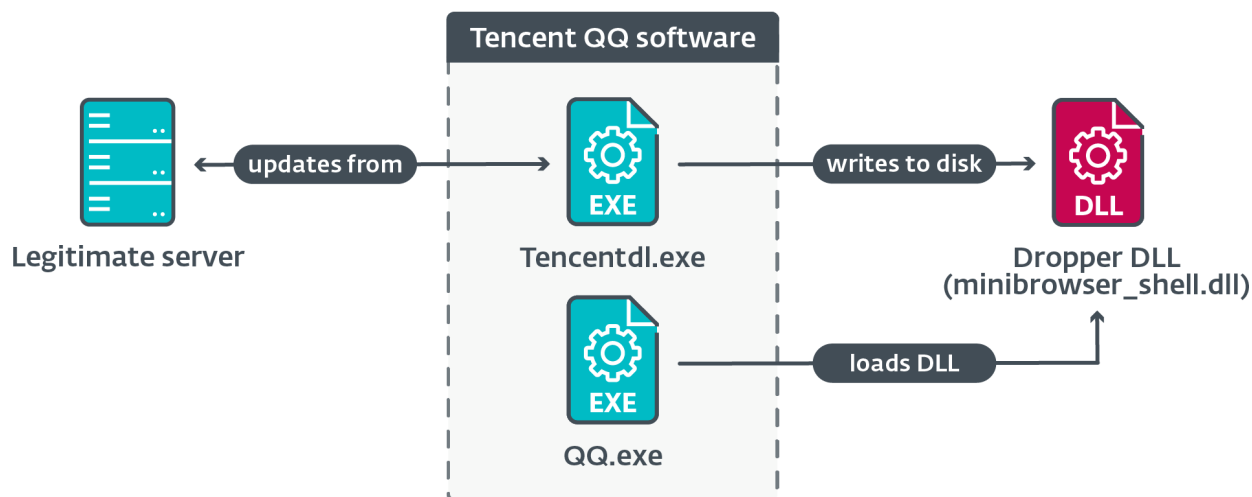 Tencent QQ software
updates from
EXE
writes to disk
DLL
Legitimate server
Tencentdl.exe
Dropper DLL
(minibrowser_shell.dll)
EXE
loads DLL
QQ.exe